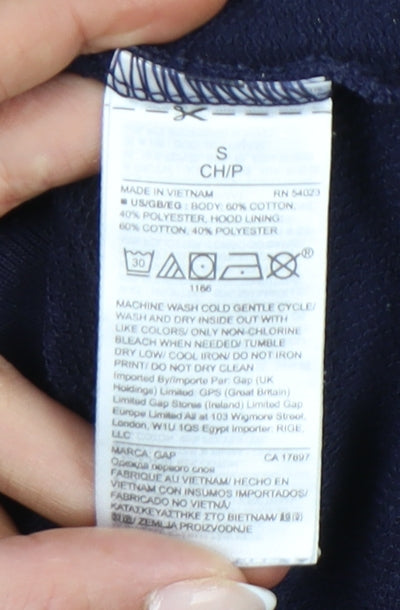 S
CH/P
MADE IN VIETNAM RN 54023
US/GB/EG : BODY: 60% COTTON,
40% POLYESTER, HOOD LINING:
60% COTTON, 40% POLYESTER
30
®
1166
MACHINE WASH COLD GENTLE CYCLE/
WASH AND DRY INSIDE OUT WITH
LIKE COLORS/ ONLY NON-CHLORINE
BLEACH WHEN NEEDED/ TUMBLE
DRY LOW/ COOL IRON/ DO NOT IRON
PRINT/ DO NOT DRY CLEAN
Imported by/Importe Par: Gap (UK
Holdings) Limited. GPS (Great Britain)
Limited Gap Stores (Ireland) Limited Gap
Europe Limited All at 103 Wigmore Street,
London, W1U 1QS Egypt Importer: RIGE,
LLC
MARCA: GAP CA 17897
Одежда первого слоя
FABRIQUE AU VIETNAM/ HECHO EN
VIETNAM CON INSUMOS IMPORTADOS/
FABRICADO NO VIETNÃ/
ΚΑΤΑΣΚΕΥΑΣΤΗΚΕ ΣΤΟ ΒΙΕΤΝΑΜ/
ZEMLJA PROIZVODNJE